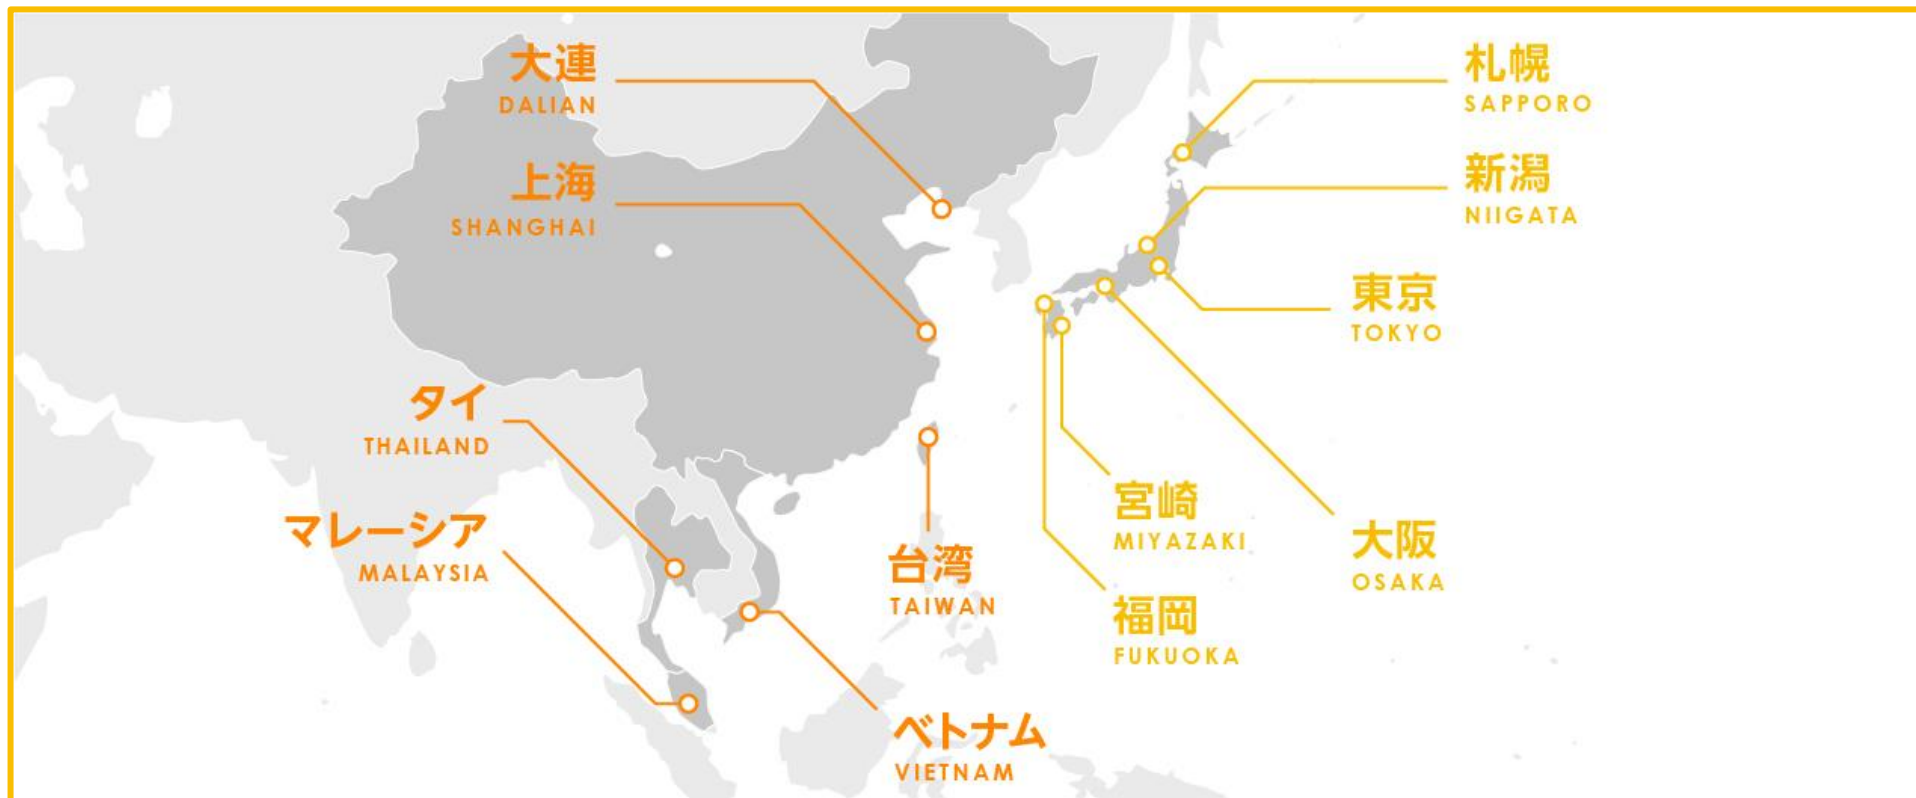 大連
DALIAN
上海
SHANGHAI
タイ
THAILAND
マレーシア
MALAYSIA
台湾
TAIWAN
ベトナム
VIETNAM
札幌
SAPPORO
新潟
NIIGATA
東京
TOKYO
宮崎
MIYAZAKI
大阪
OSAKA
福岡
FUKUOKA